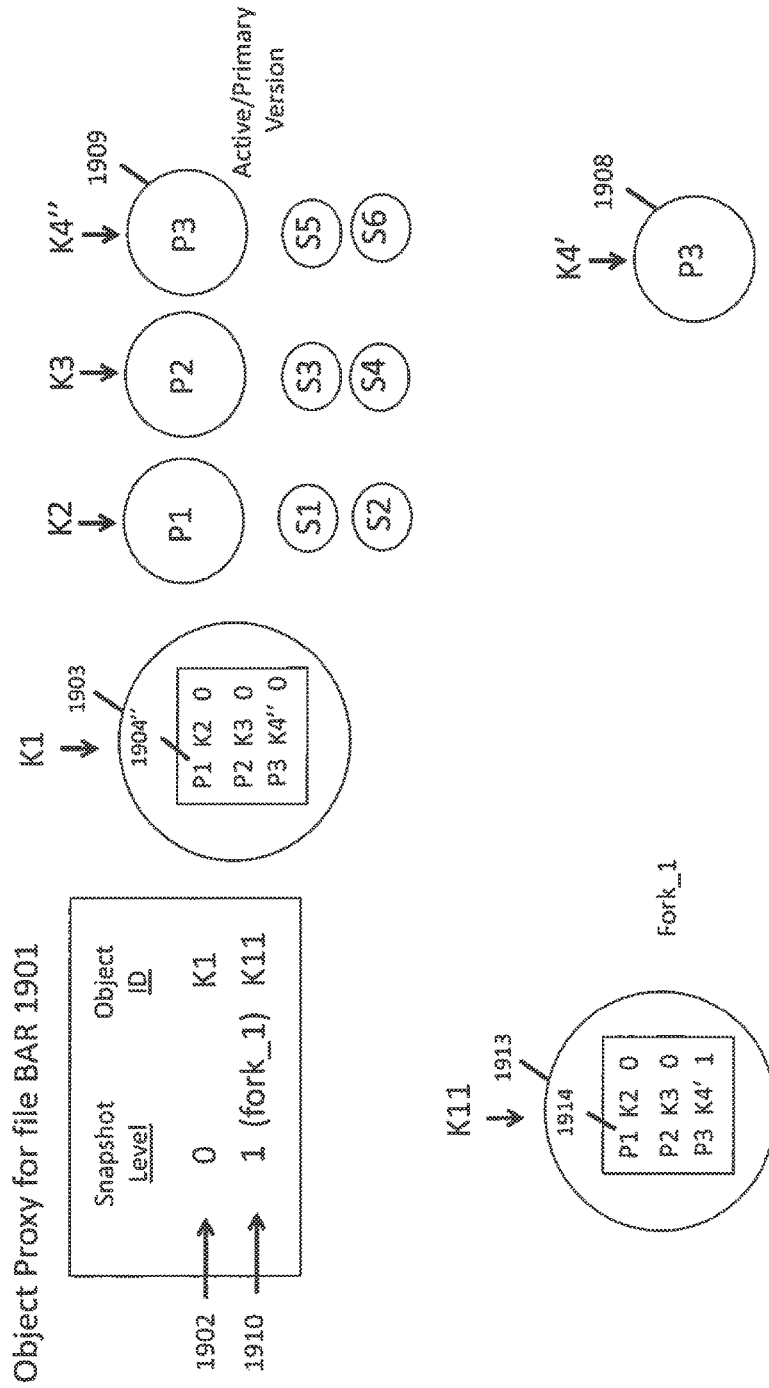 Object Proxy for file BAR 1901
Snapshot Level
Object ID
1902
0
K1
1910
1 (fork_1)
K11
K1
1903
1904''
P1 K2 0
P2 K3 0
P3 K4'' 0
K2
P1
K3
P2
K4''
1909
P3
Active/Primary
Version
S1
S2
S3
S4
S5
S6
K11
1913
1914
P1 K2 0
P2 K3 0
P3 K4' 1
Fork_1
K4'
1908
P3